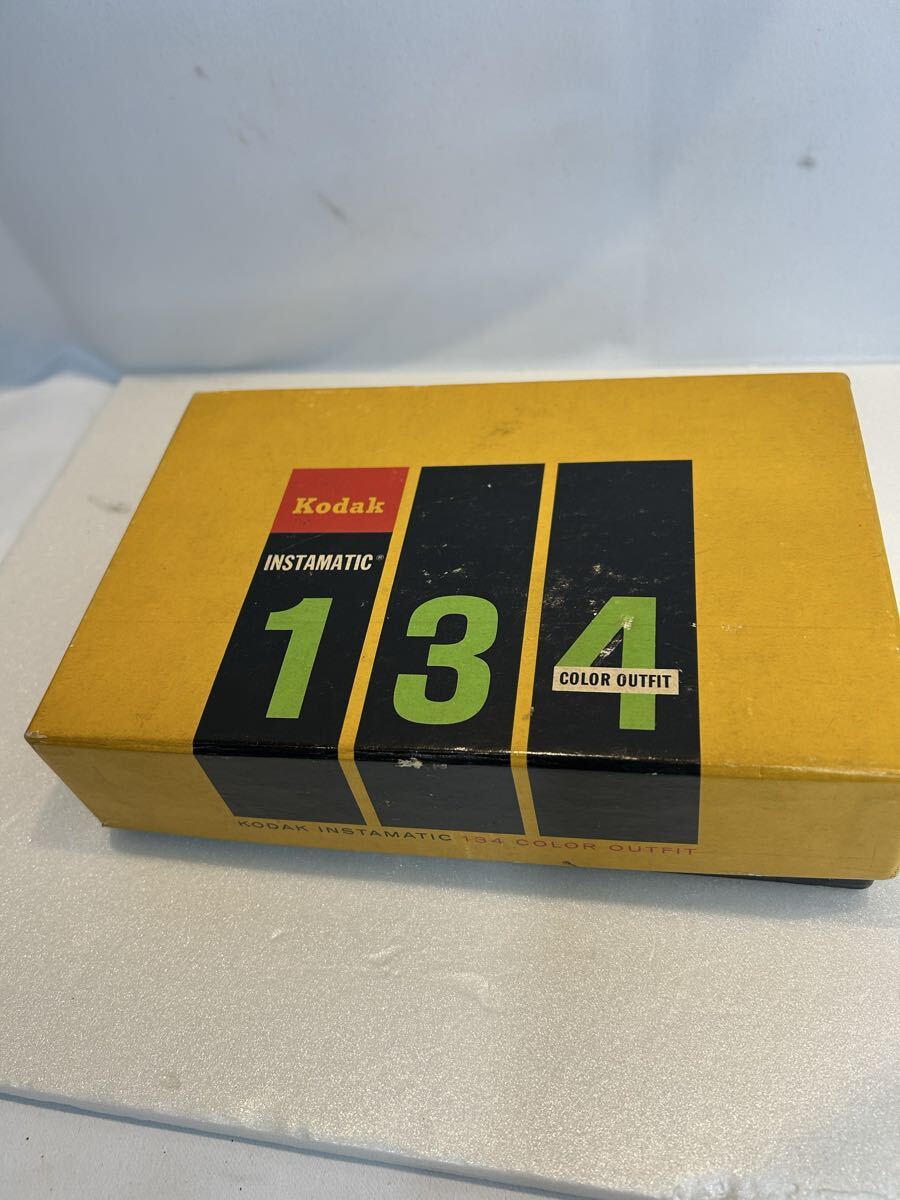 Kodak
INSTAMATIC®
134
COLOR OUTFIT
KODAK INSTAMATIC 134 COLOR OUTFIT